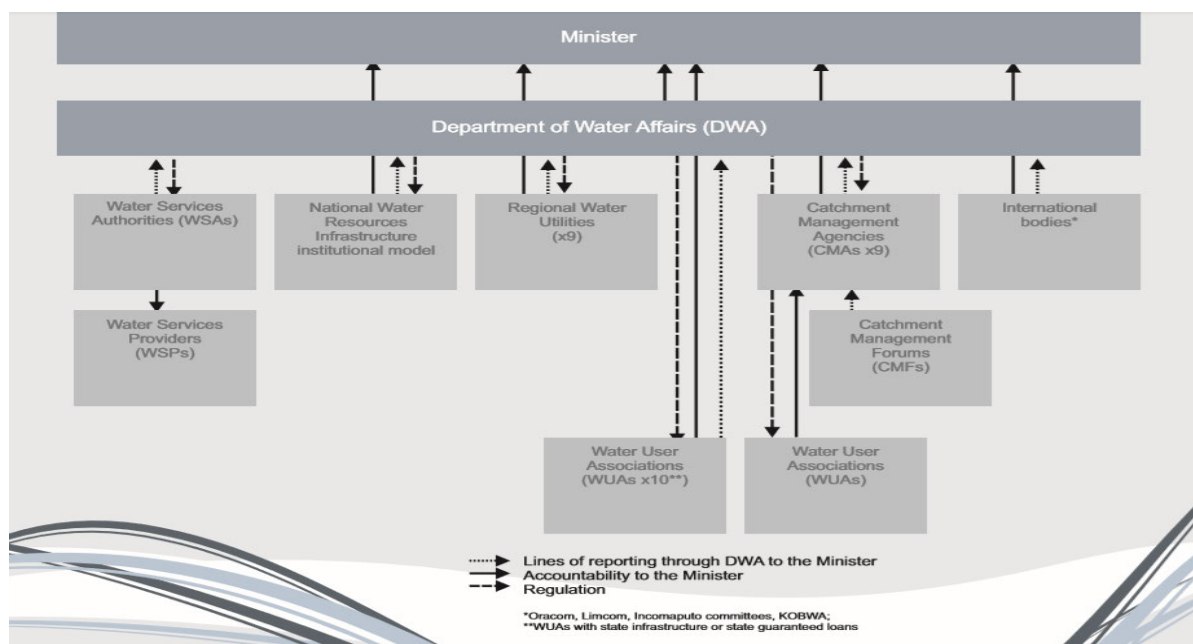 Minister
Department of Water Affairs (DWA)
Water Services
Authorities (WSAs)
National Water
Resources
Infrastructure
institutional model
Regional Water
Utilities
(x9)
Catchment
Management
Agencies
(CMAs x9)
International
bodies*
Water Services
Providers
(WSPs)
Catchment
Management
Forums
(CMFs)
Water User
Associations
(WUAs x10**)
Water User
Associations
(WUAs)
Lines of reporting through DWA to the Minister
Accountability to the Minister
Regulation
*Oracom, Limcom, Incomaputo committees, KOBWA;
**WUAs with state infrastructure or state guaranteed loans